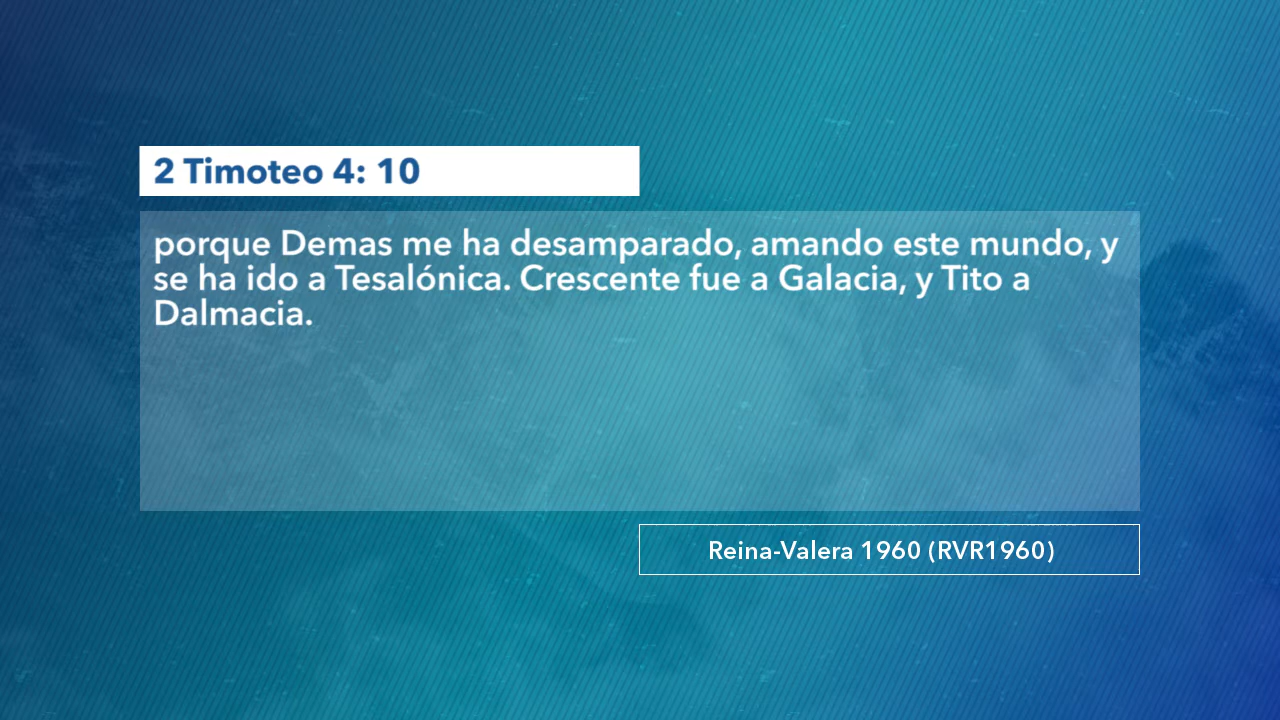 2 Timoteo 4: 10
porque Demas me ha desamparado, amando este mundo, y
se ha ido a Tesalónica. Crescente fue a Galacia, y Tito a
Dalmacia.
Reina-Valera 1960 (RVR1960)